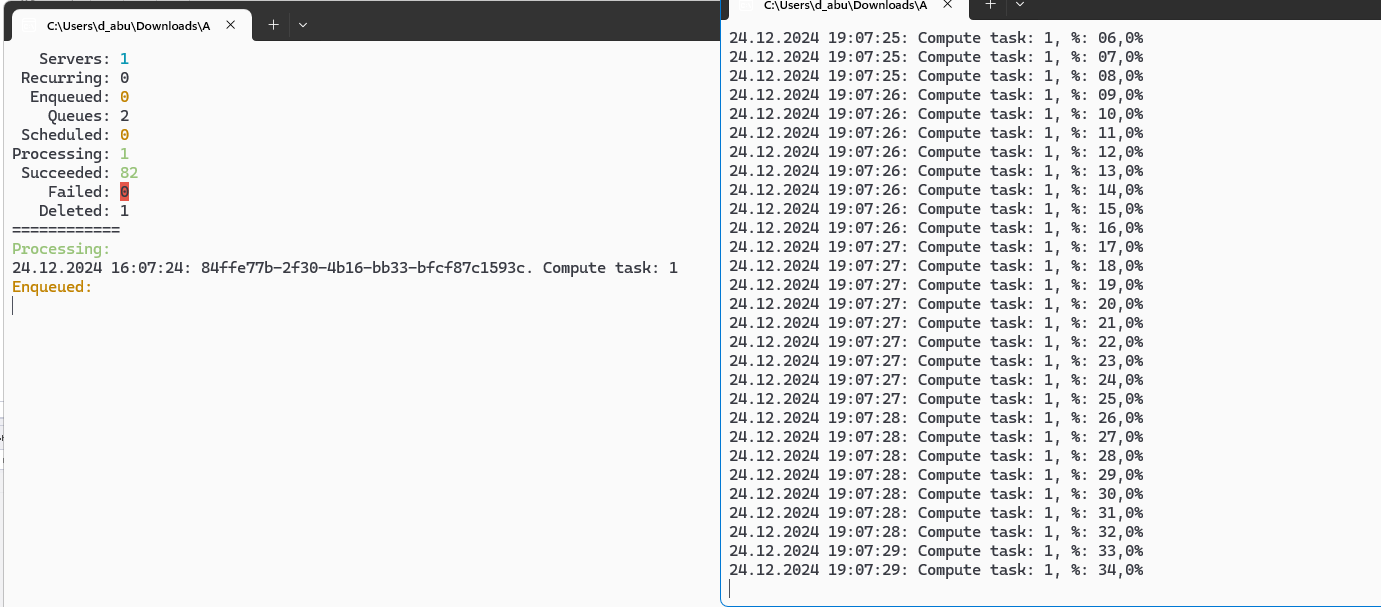 C:\Users\d_abu\Downloads\A
Servers: 1
Recurring: 0
Enqueued: 0
Queues: 2
Scheduled: 0
Processing: 1
Succeeded: 82
Failed: 0
Deleted: 1
============
Processing:
24.12.2024 16:07:24: 84ffe77b-2f30-4b16-bb33-bfcf87c1593c. Compute task: 1
Enqueued:
C:\Users\d_abu\Downloads\A
24.12.2024 19:07:25: Compute task: 1, %: 06,0%
24.12.2024 19:07:25: Compute task: 1, %: 07,0%
24.12.2024 19:07:25: Compute task: 1, %: 08,0%
24.12.2024 19:07:26: Compute task: 1, %: 09,0%
24.12.2024 19:07:26: Compute task: 1, %: 10,0%
24.12.2024 19:07:26: Compute task: 1, %: 11,0%
24.12.2024 19:07:26: Compute task: 1, %: 12,0%
24.12.2024 19:07:26: Compute task: 1, %: 13,0%
24.12.2024 19:07:26: Compute task: 1, %: 14,0%
24.12.2024 19:07:26: Compute task: 1, %: 15,0%
24.12.2024 19:07:26: Compute task: 1, %: 16,0%
24.12.2024 19:07:27: Compute task: 1, %: 17,0%
24.12.2024 19:07:27: Compute task: 1, %: 18,0%
24.12.2024 19:07:27: Compute task: 1, %: 19,0%
24.12.2024 19:07:27: Compute task: 1, %: 20,0%
24.12.2024 19:07:27: Compute task: 1, %: 21,0%
24.12.2024 19:07:27: Compute task: 1, %: 22,0%
24.12.2024 19:07:27: Compute task: 1, %: 23,0%
24.12.2024 19:07:27: Compute task: 1, %: 24,0%
24.12.2024 19:07:27: Compute task: 1, %: 25,0%
24.12.2024 19:07:28: Compute task: 1, %: 26,0%
24.12.2024 19:07:28: Compute task: 1, %: 27,0%
24.12.2024 19:07:28: Compute task: 1, %: 28,0%
24.12.2024 19:07:28: Compute task: 1, %: 29,0%
24.12.2024 19:07:28: Compute task: 1, %: 30,0%
24.12.2024 19:07:28: Compute task: 1, %: 31,0%
24.12.2024 19:07:28: Compute task: 1, %: 32,0%
24.12.2024 19:07:29: Compute task: 1, %: 33,0%
24.12.2024 19:07:29: Compute task: 1, %: 34,0%